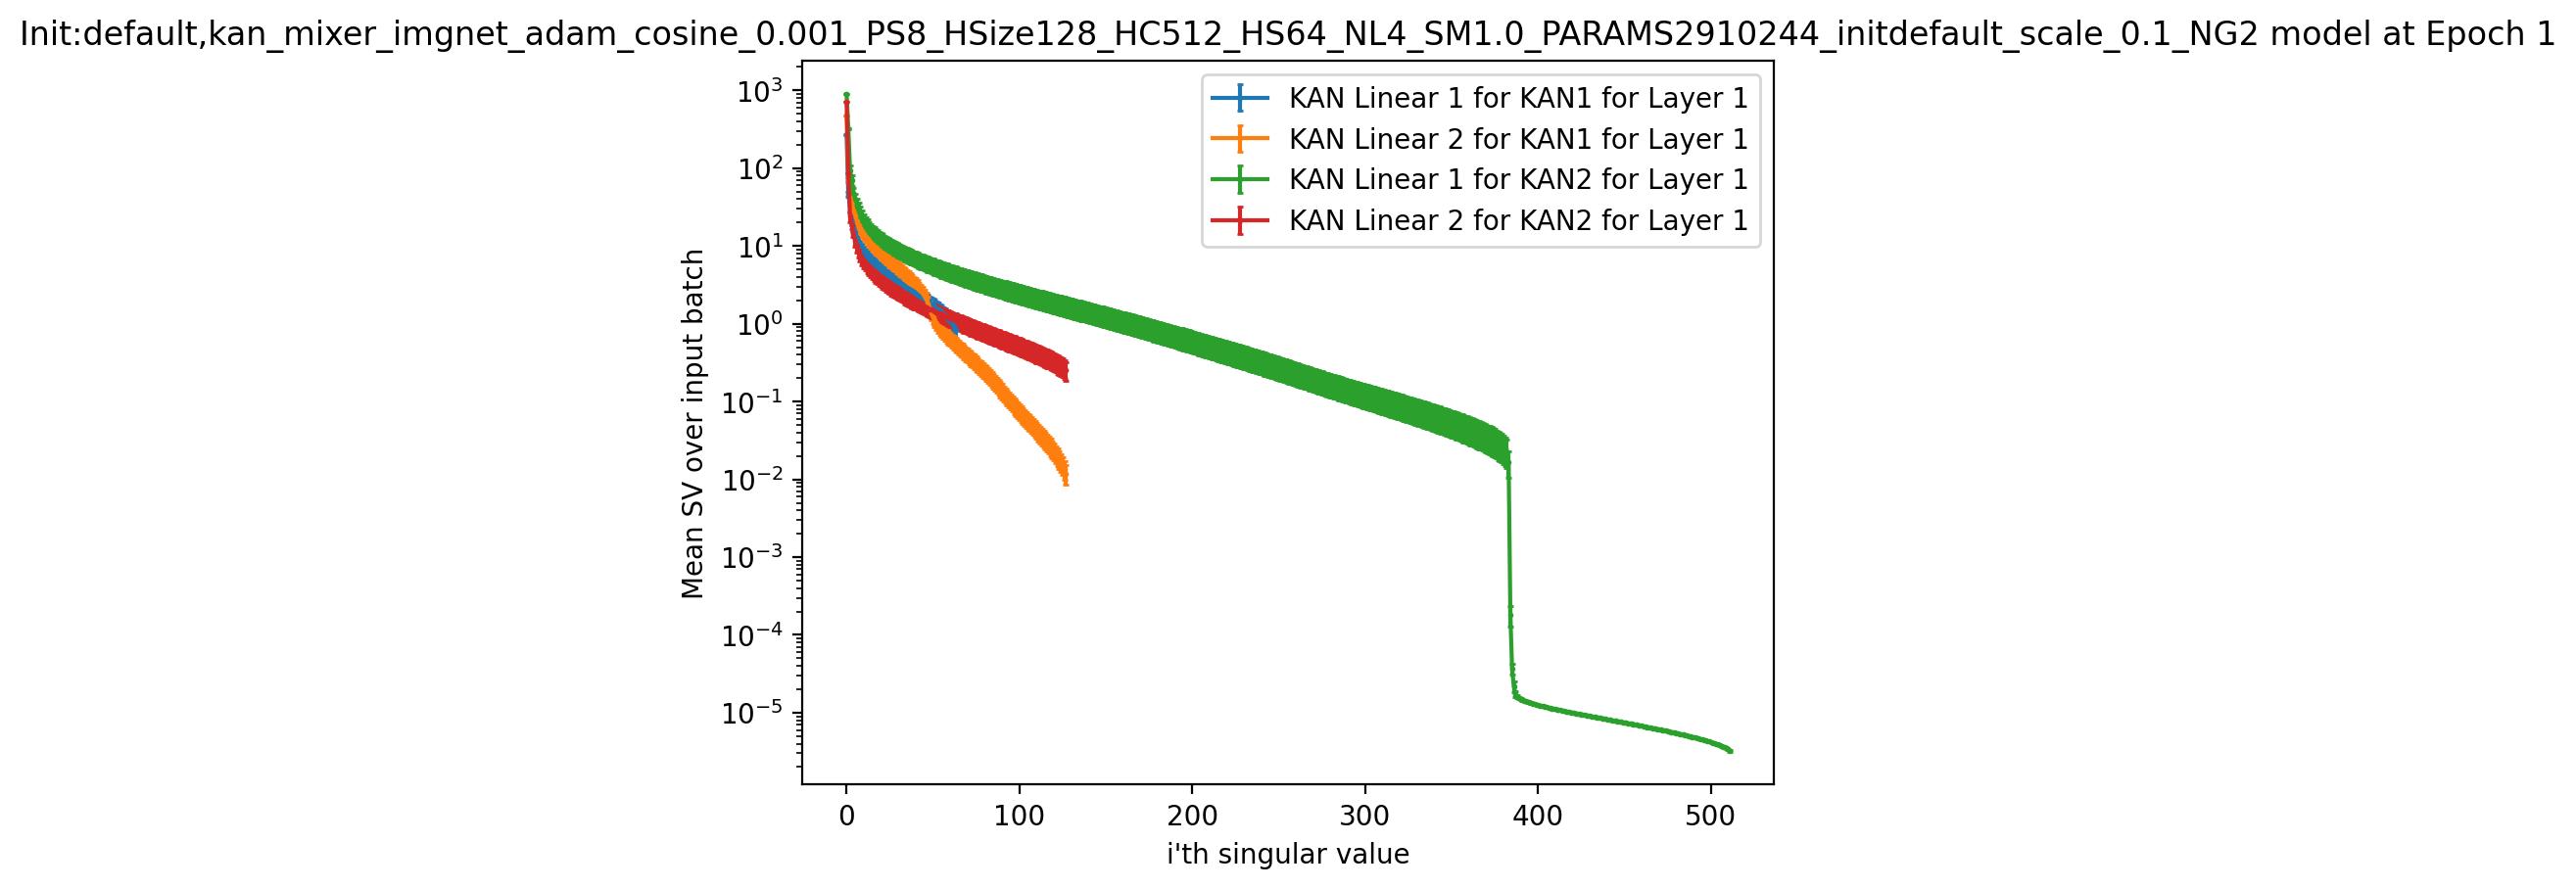 Init:default,kan_mixer_imgnet_adam_cosine_0.001_PS8_HSize128_HC512_HS64_NL4_SM1.0_PARAMS2910244_initdefault_scale_0.1_NG2 model at Epoch 1
KAN Linear 1 for KAN1 for Layer 1
KAN Linear 2 for KAN1 for Layer 1
KAN Linear 1 for KAN2 for Layer 1
KAN Linear 2 for KAN2 for Layer 1
Mean SV over input batch
10³
10²
10¹
10⁰
10⁻¹
10⁻²
10⁻³
10⁻⁴
10⁻⁵
0 100 200 300 400 500
i'th singular value